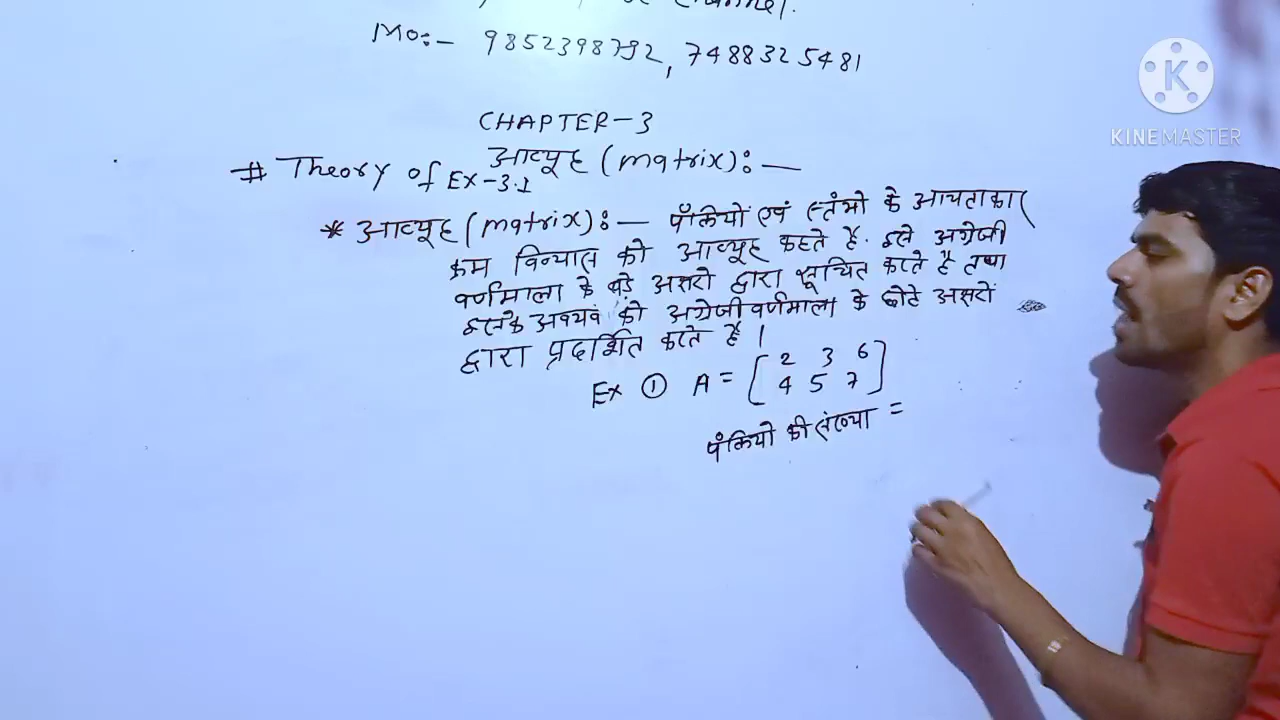 Channel.
Mo:- 9852398792, 7488325481
CHAPTER-3
आव्यूह (matrix):-
# Theory of Ex-3.1
* आव्यूह (matrix):- पँक्तियों एवं स्तंभो के आयताकार
क्रम विन्यास को आव्यूह कहते है. इसे अंग्रेजी
वर्णमाला के बड़े अक्षरो द्वारा सूचित करते है तथा
इसके अवयवं को अंग्रेजी वर्णमाला के छोटे अक्षरों
द्वारा प्रदर्शित करते है।
Ex ① A = [ 2 3 6
4 5 7 ]
पँक्तियो की संख्या =
K
KINEMASTER